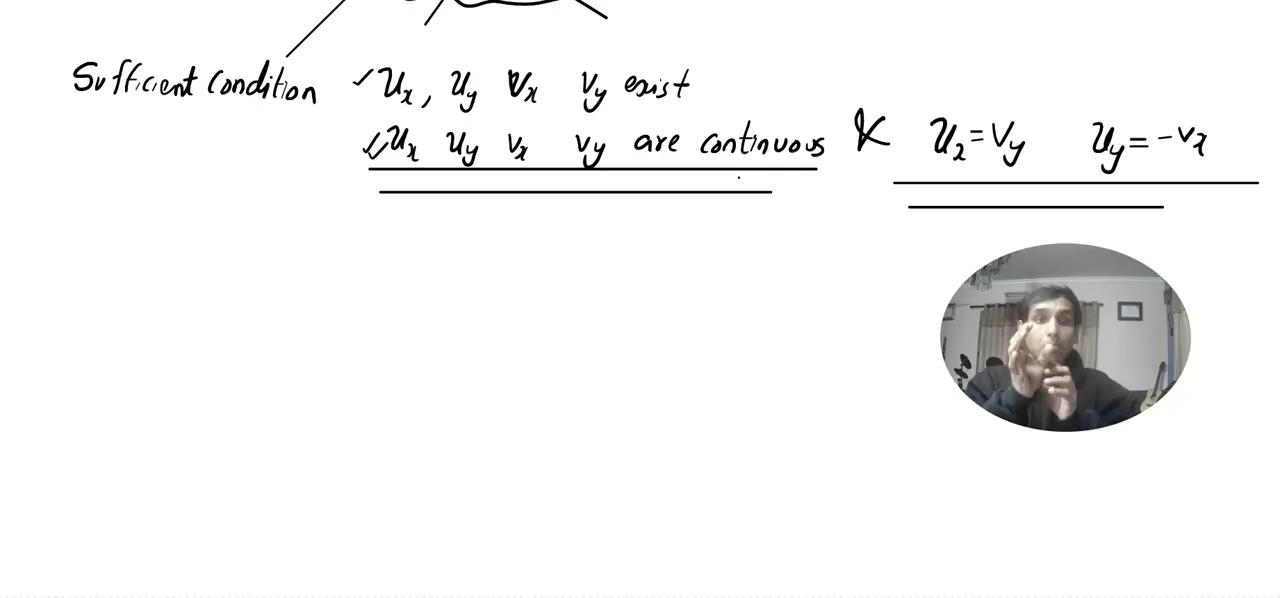 Sufficient Condition ✓ Ux, Uy Vx Vy exist
✓ Ux Uy Vx Vy are continuous & Ux = Vy Uy = -Vx